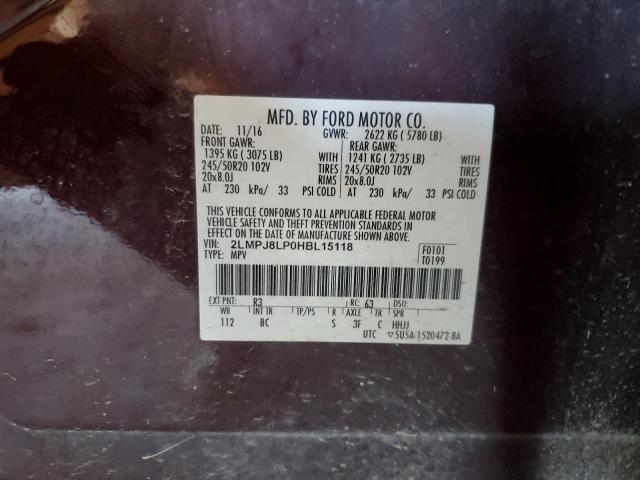 MFD. BY FORD MOTOR CO.
DATE: 11/16 GVWR: 2622 KG ( 5780 LB)
FRONT GAWR: REAR GAWR:
1395 KG ( 3075 LB) WITH 1241 KG ( 2735 LB) WITH
245/50R20 102V TIRES 245/50R20 102V TIRES
20x8.0J RIMS 20x8.0J RIMS
AT 230 kPa/ 33 PSI COLD AT 230 kPa/ 33 PSI COLD
THIS VEHICLE CONFORMS TO ALL APPLICABLE FEDERAL MOTOR
VEHICLE SAFETY AND THEFT PREVENTION STANDARDS IN
EFFECT ON THE DATE OF MANUFACTURE SHOWN ABOVE.
VIN: 2LMPJ8LP0HBL15118 F0101
TYPE: MPV T0199
EXT PNT: R3 RC: 63 DSO:
WB INT TR TP/PS R AXLE TR SPR
112 BC S 3F C HHJJ
UTC ▽5U5A-1520472-BA